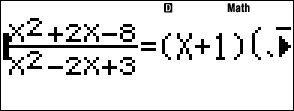 D Math
x²+2x-8/x²-2x+3=(x+1)(.